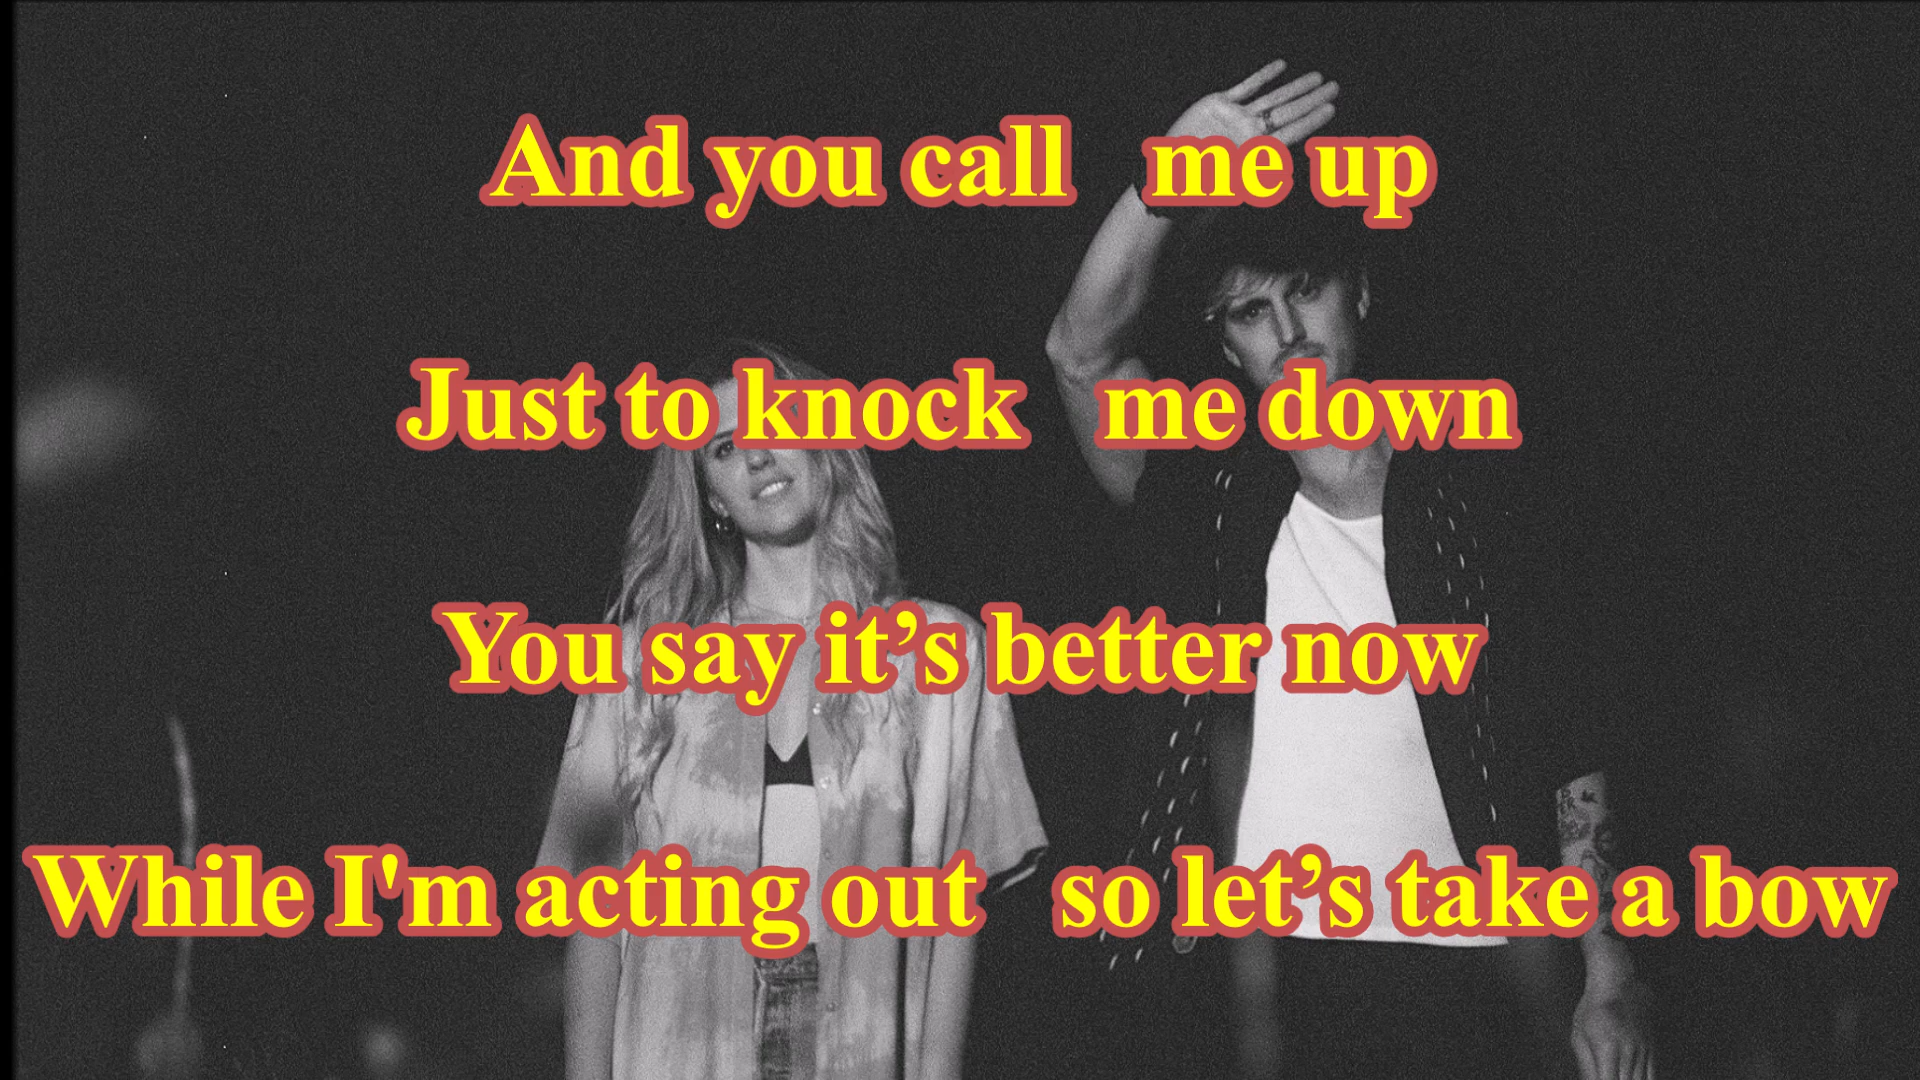 And you call me up
Just to knock me down
You say it’s better now
While I'm acting out so let’s take a bow